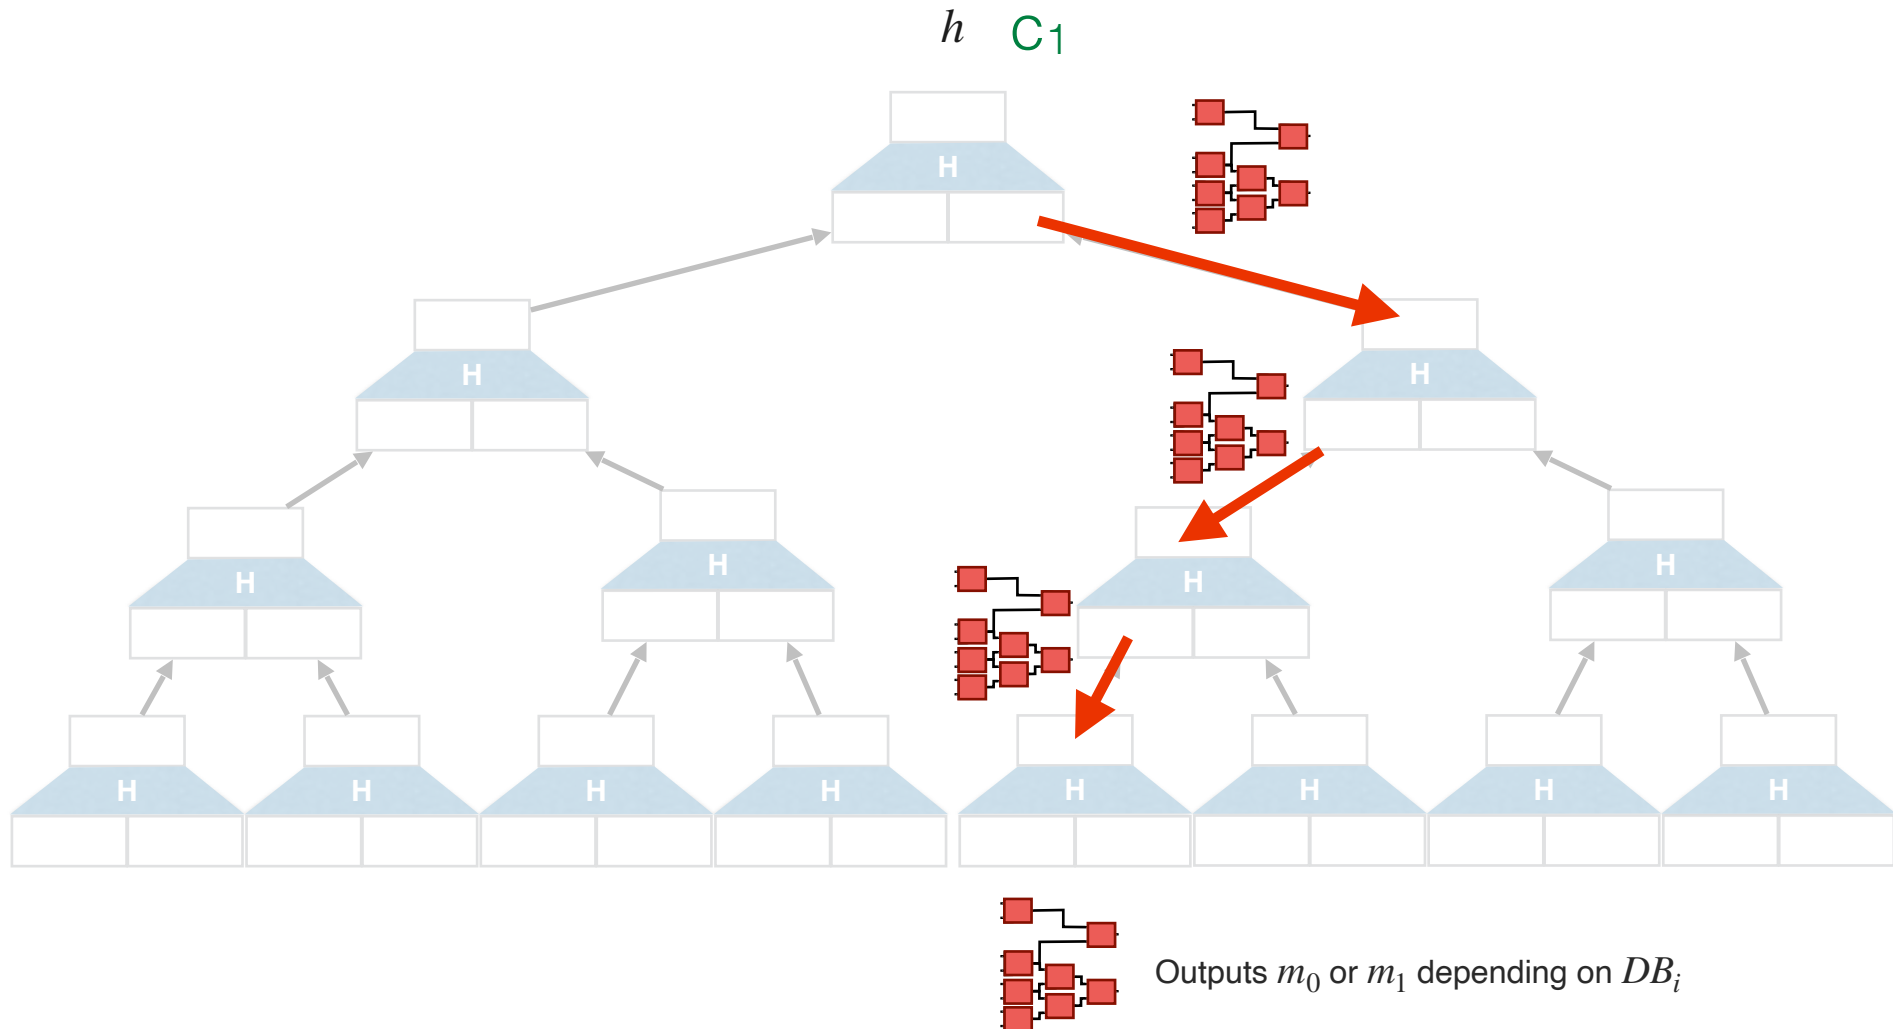 h C1
H
H H
H H H H
H H H H H H H H
Outputs m₀ or m₁ depending on DBᵢ